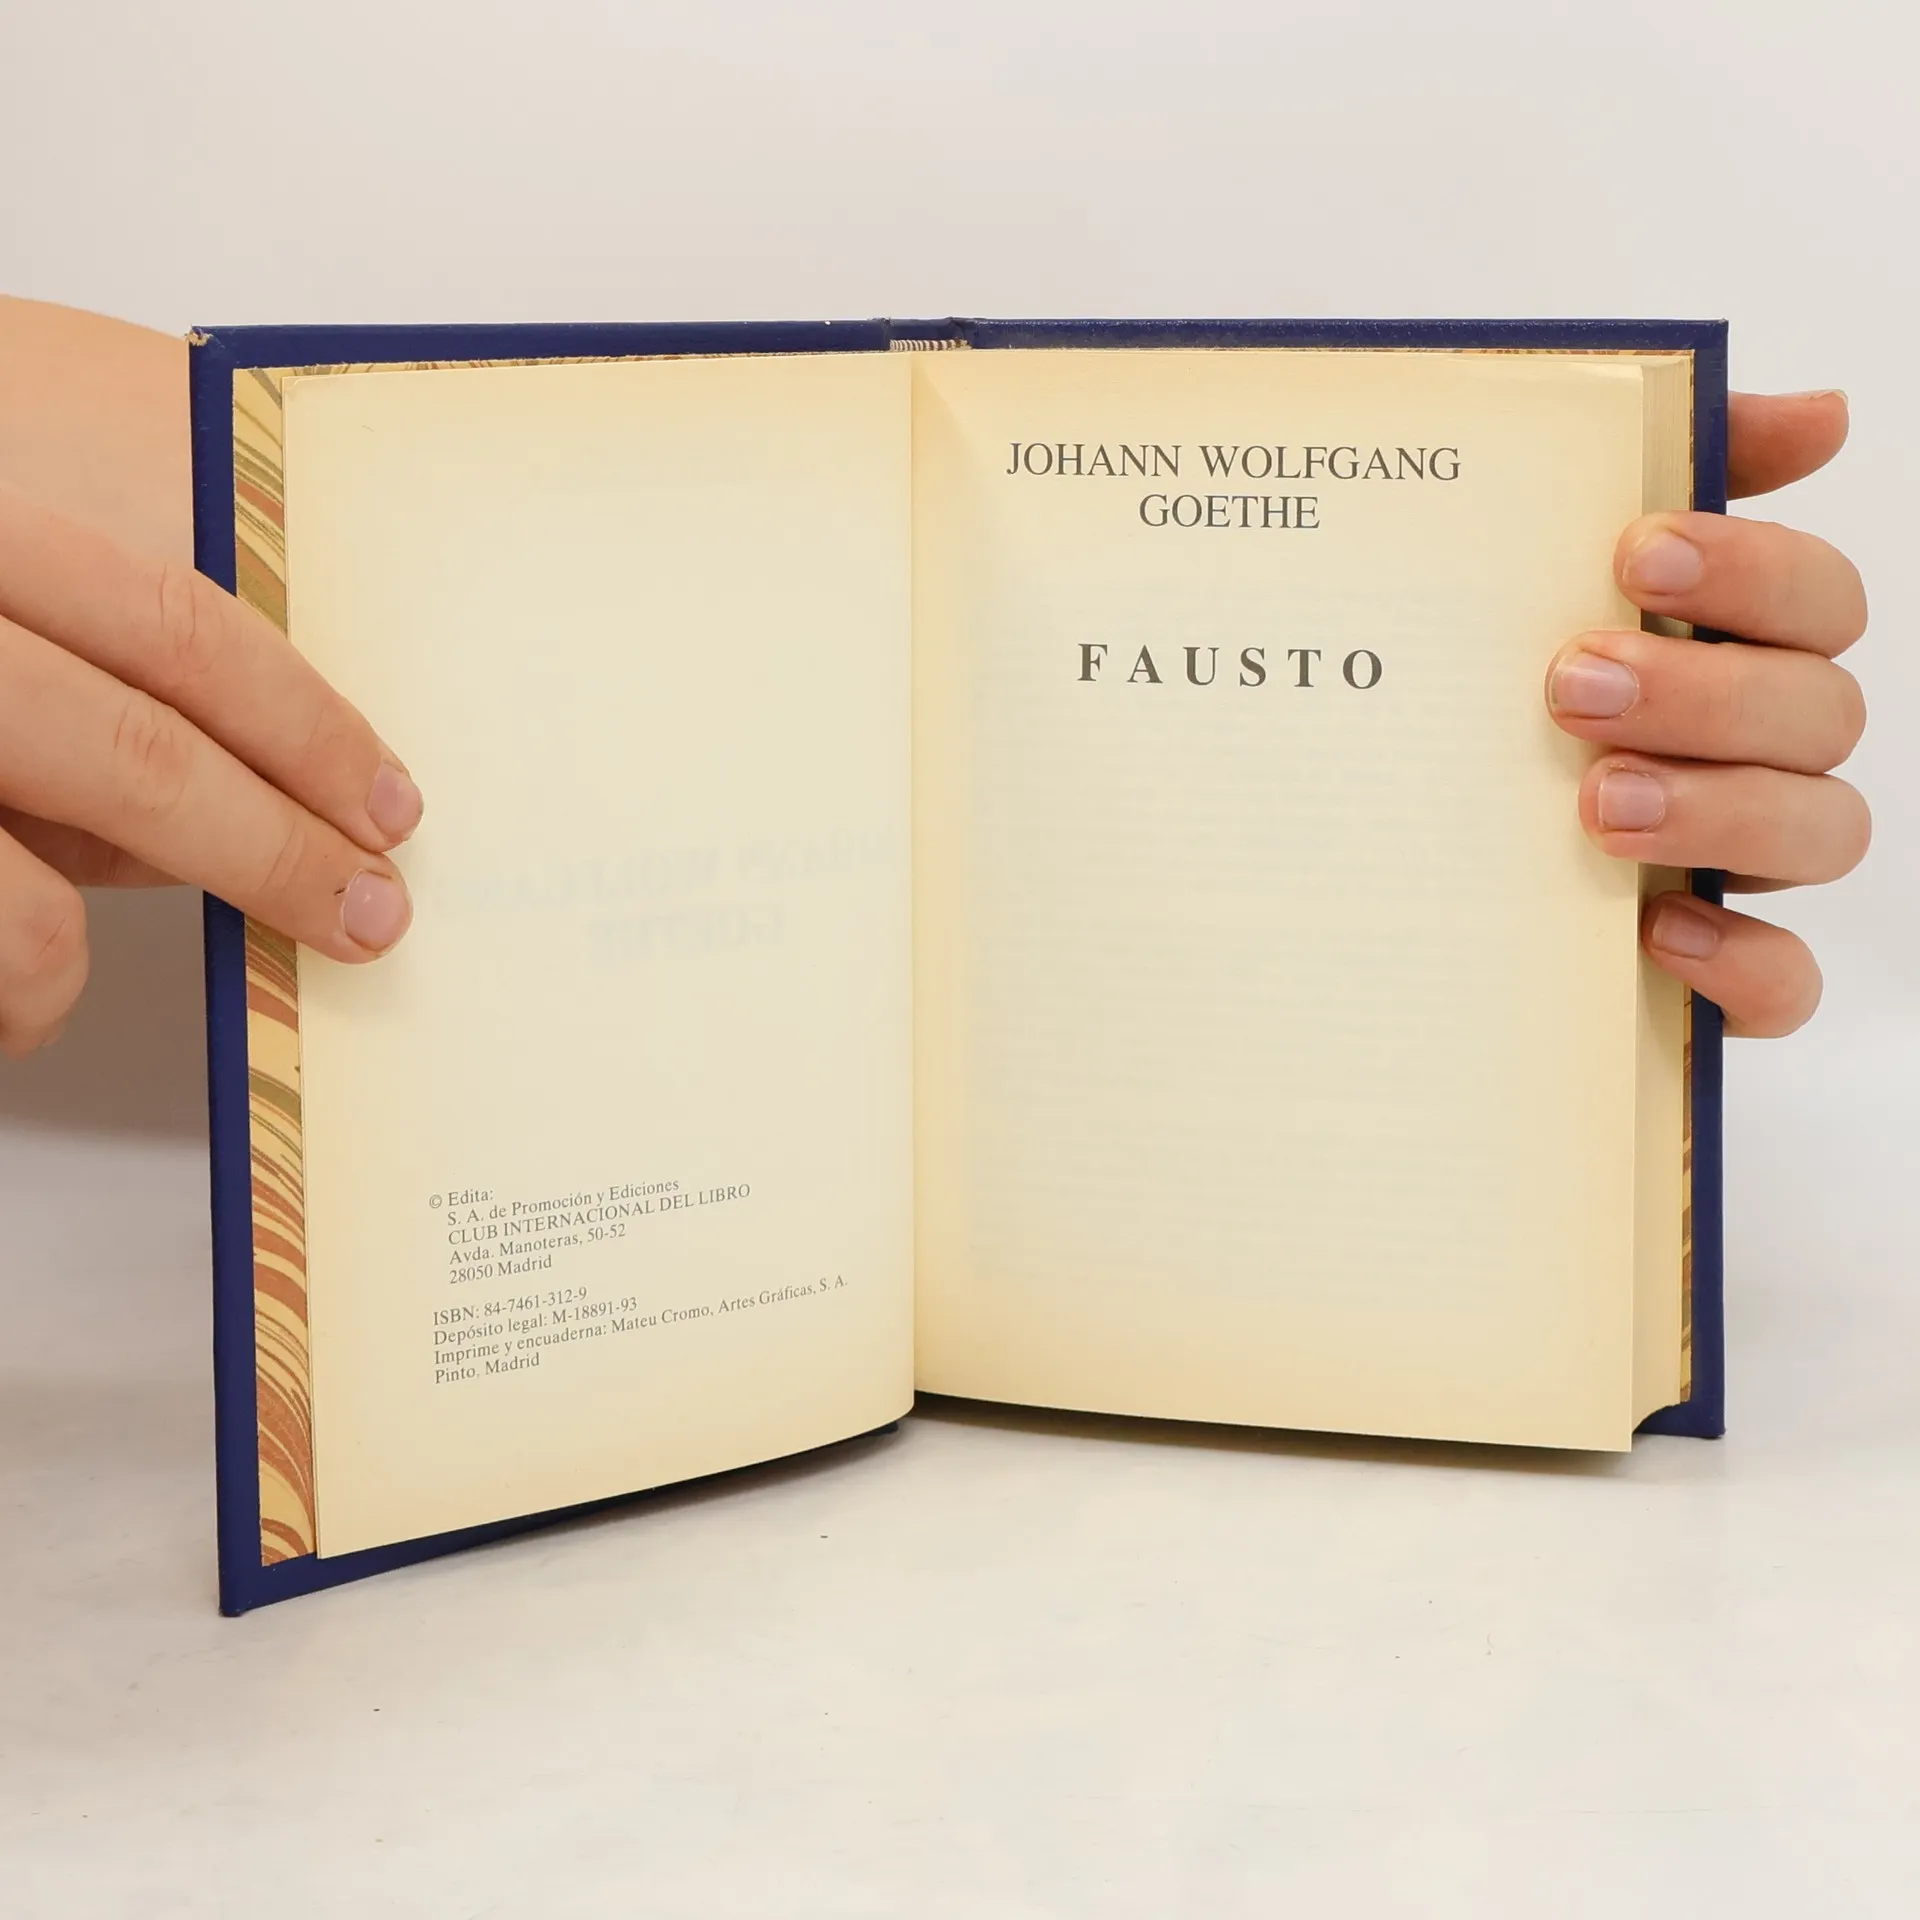 © Edita:
S. A. de Promoción y Ediciones
CLUB INTERNACIONAL DEL LIBRO
Avda. Manoteras, 50-52
28050 Madrid
ISBN: 84-7461-312-9
Depósito legal: M-18891-93
Imprime y encuaderna: Mateu Cromo, Artes Gráficas, S. A.
Pinto, Madrid
JOHANN WOLFGANG
GOETHE
FAUSTO